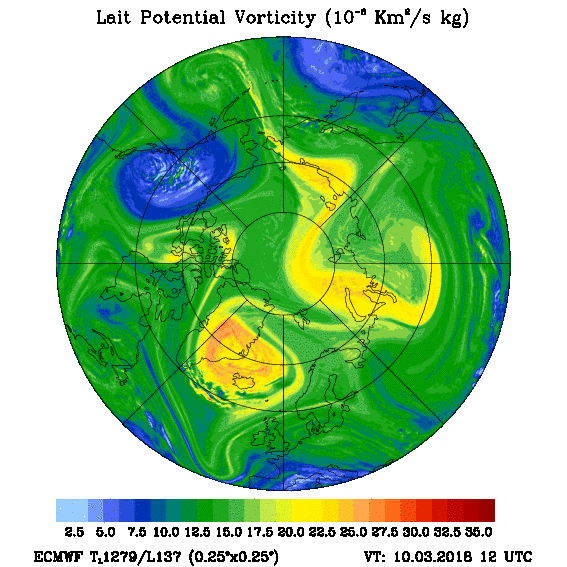 Lait Potential Vorticity (10⁻⁶ Km²/s kg)
2.5 5.0 7.5 10.0 12.5 15.0 17.5 20.0 22.5 25.0 27.5 30.0 32.5 35.0
ECMWF TL1279/L137 (0.25°x0.25°) VT: 10.03.2018 12 UTC